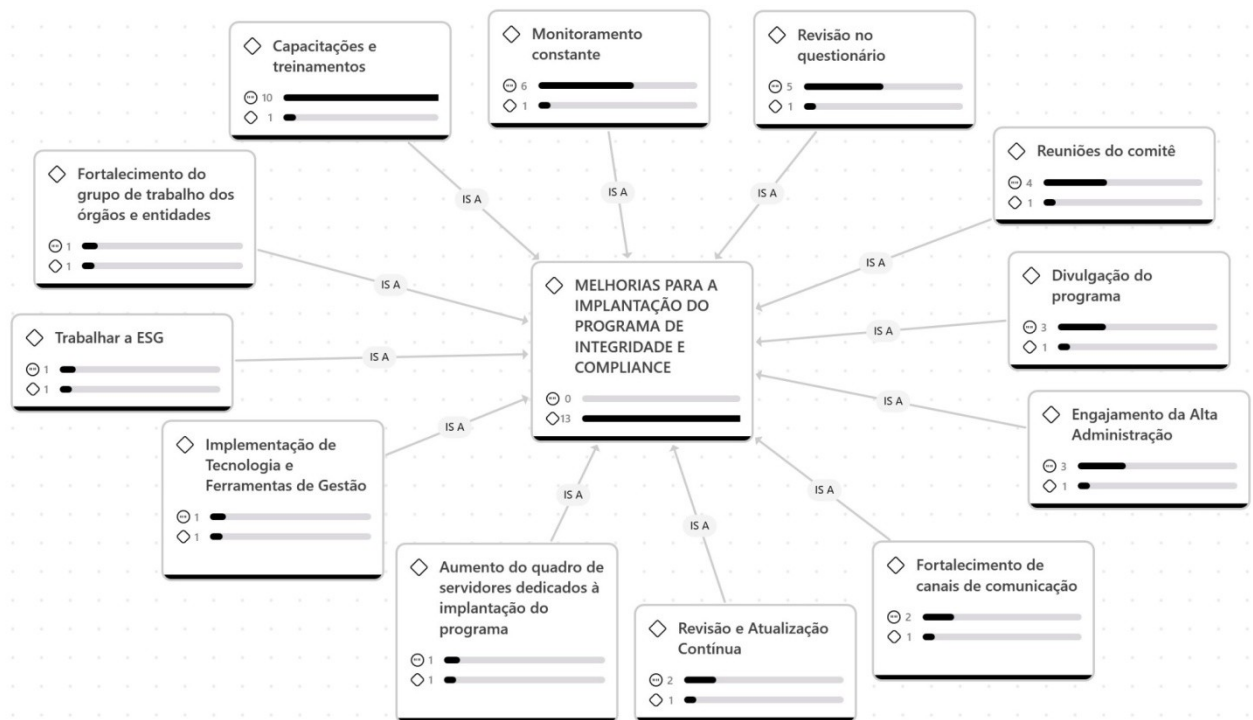 Capacitações e
treinamentos
10
1
Monitoramento
constante
6
1
Revisão no
questionário
5
1
Reuniões do comitê
4
1
Fortalecimento do
grupo de trabalho dos
órgãos e entidades
1
1
Divulgação do
programa
3
1
Trabalhar a ESG
1
1
MELHORIAS PARA A
IMPLANTAÇÃO DO
PROGRAMA DE
INTEGRIDADE E
COMPLIANCE
0
13
Engajamento da Alta
Administração
3
1
Implementação de
Tecnologia e
Ferramentas de Gestão
1
1
Aumento do quadro de
servidores dedicados à
implantação do
programa
1
1
Revisão e Atualização
Contínua
2
1
Fortalecimento de
canais de comunicação
2
1
IS A
IS A
IS A
IS A
IS A
IS A
IS A
IS A
IS A
IS A
IS A
IS A